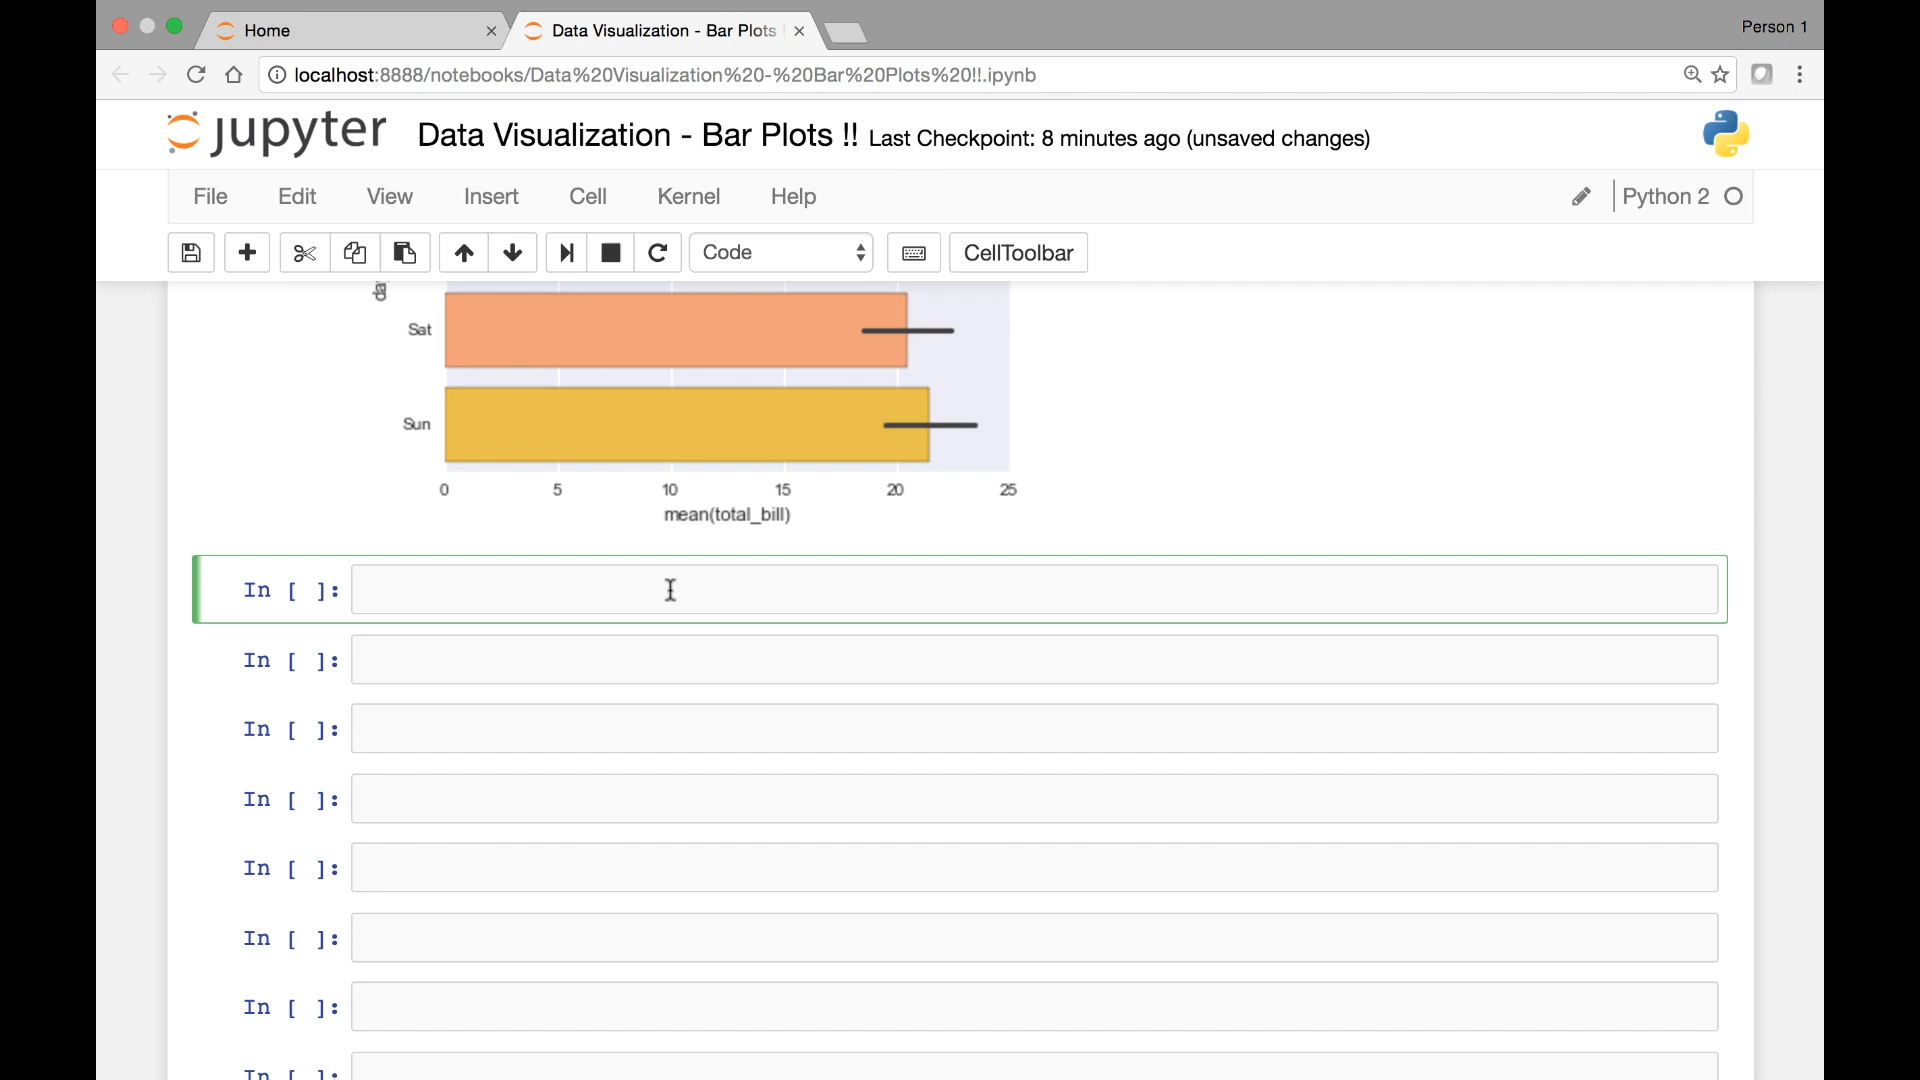 Home
Data Visualization - Bar Plots
Person 1
localhost:8888/notebooks/Data%20Visualization%20-%20Bar%20Plots%20!!.ipynb
jupyter Data Visualization - Bar Plots !! Last Checkpoint: 8 minutes ago (unsaved changes)
File Edit View Insert Cell Kernel Help Python 2
Code CellToolbar
Sat
Sun
0 5 10 15 20 25
mean(total_bill)
In [ ]:
In [ ]:
In [ ]:
In [ ]:
In [ ]:
In [ ]:
In [ ]:
In [ ]: